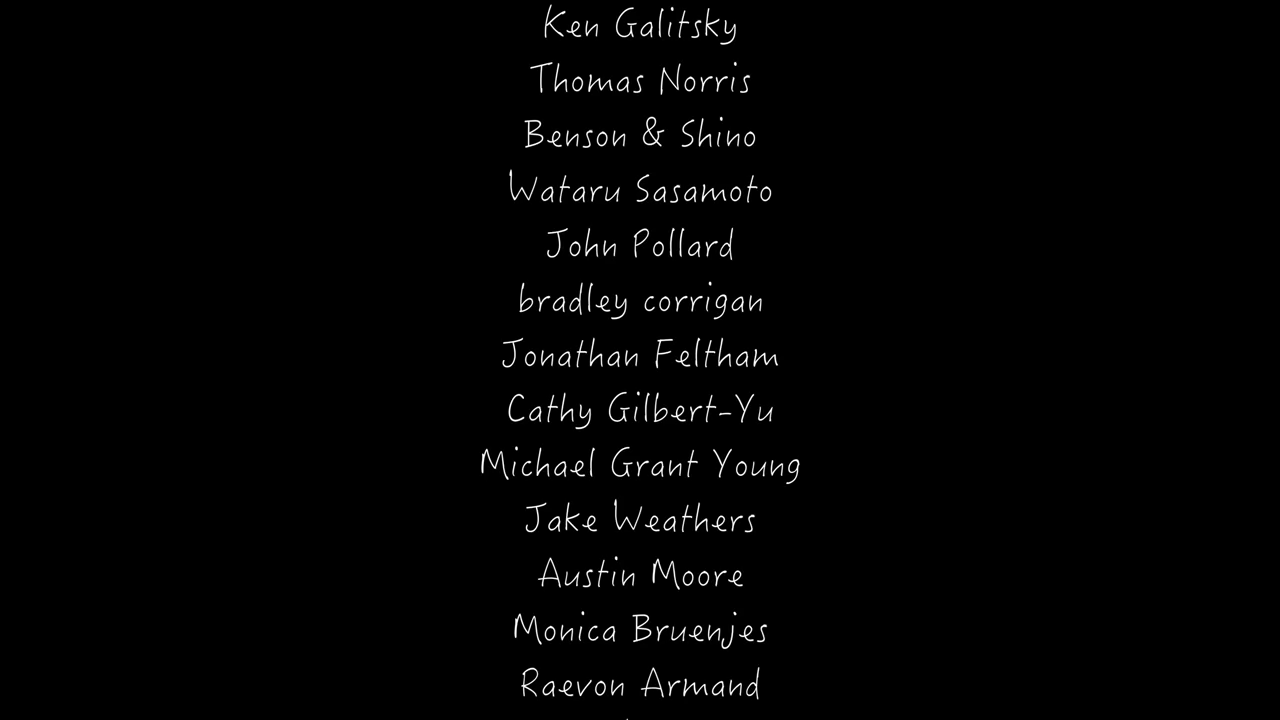 Ken Galitsky
Thomas Norris
Benson & Shino
Wataru Sasamoto
John Pollard
bradley corrigan
Jonathan Feltham
Cathy Gilbert-Yu
Michael Grant Young
Jake Weathers
Austin Moore
Monica Bruenjes
Raevon Armand